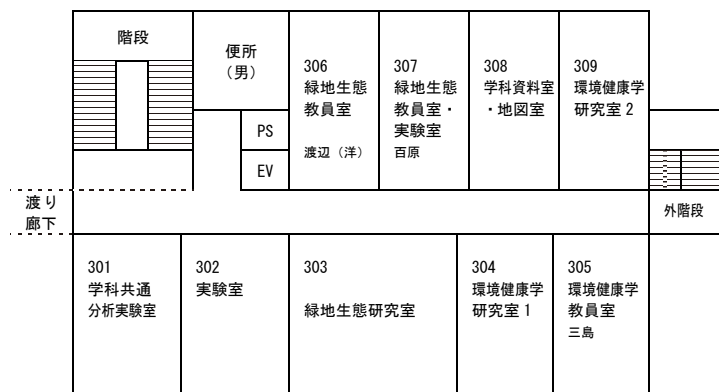 階段
便所
（男）
PS
EV
306
緑地生態
教員室
渡辺（洋）
307
緑地生態
教員室・
実験室
百原
308
学科資料室
・地図室
309
環境健康学
研究室２
渡り
廊下
外階段
301
学科共通
分析実験室
302
実験室
303
緑地生態研究室
304
環境健康学
研究室１
305
環境健康学
教員室
三島